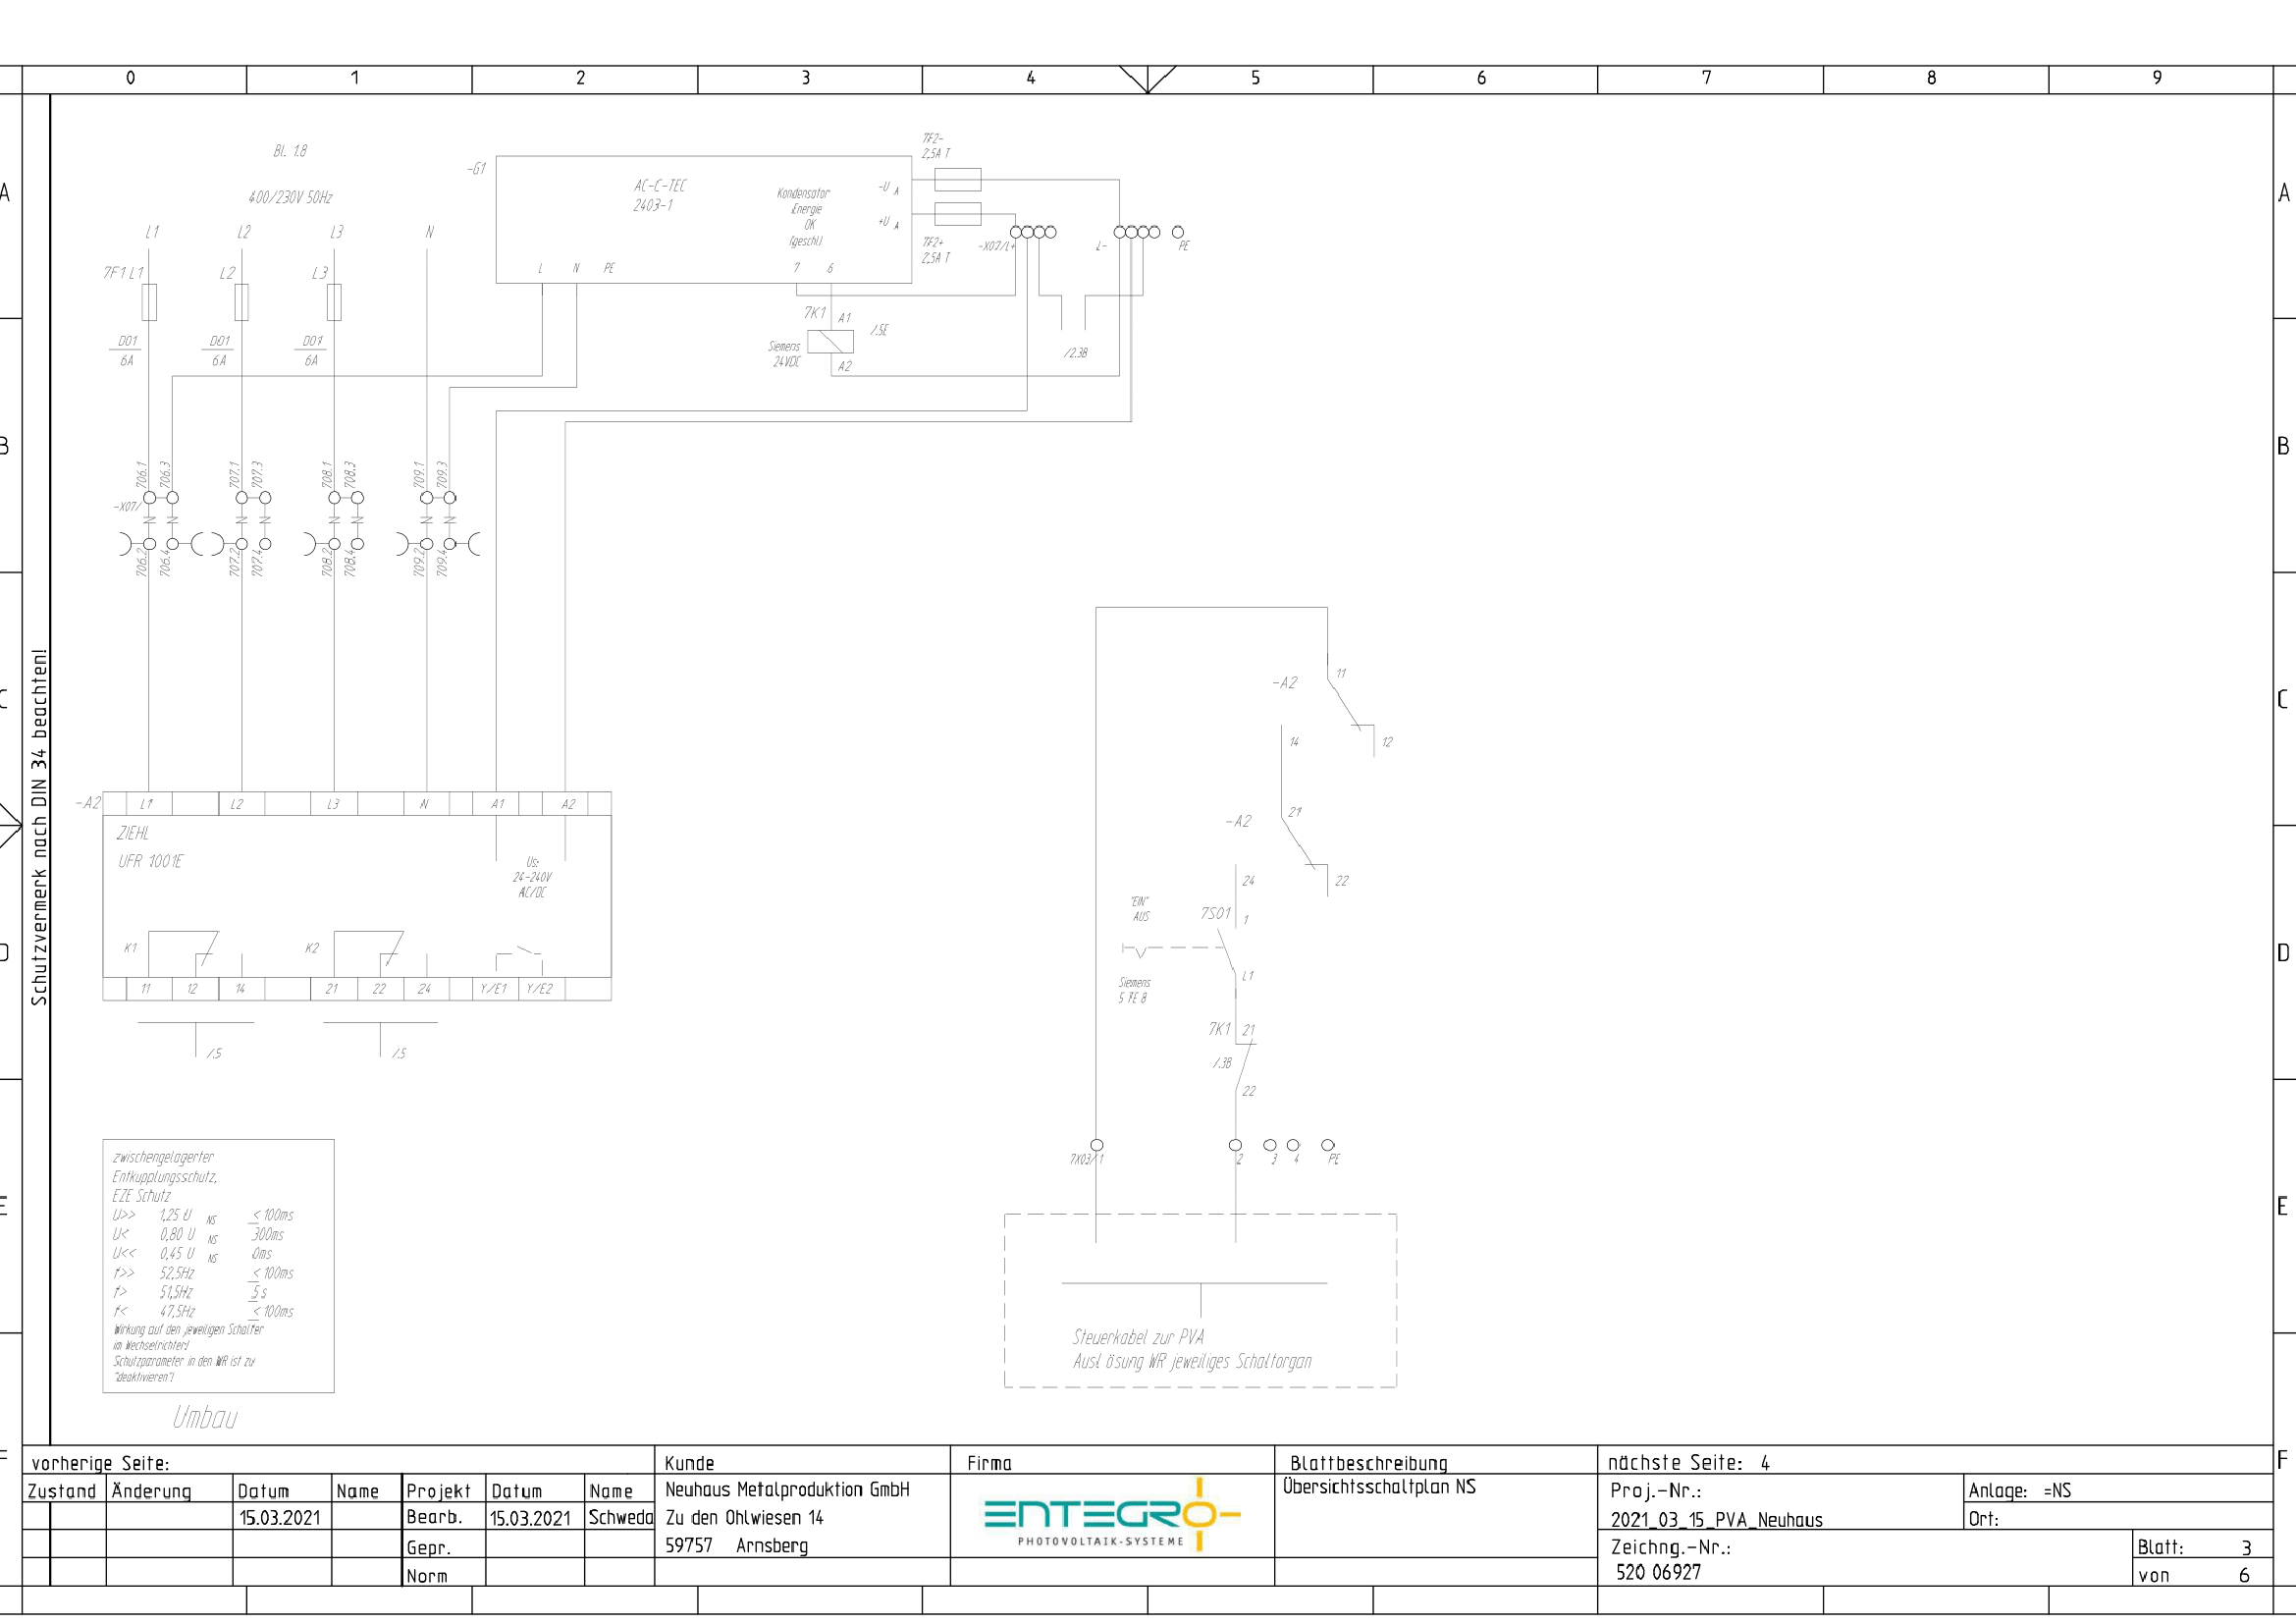 0 1 2 3 4 5 6 7 8 9
A A
B B
C C
D D
E E
F F
Schutzvermerk nach DIN 34 beachten!
Bl. 1.8
400/230V 50Hz
L1 L2 L3 N
7F1 L1 L2 L3
D01 D01 D01
6A 6A 6A
-G1
AC-C-TEC
2403-1
Kondensator
Energie
OK
(geschl.)
-U A
+U A
L N PE 7 6
7F2-
2,5A T
7F2+
2,5A T
-X07/L+ L- PE
7K1 A1 /.5E
Siemens
24VDC
A2
/2.3B
706.1 706.3 707.1 707.3 708.1 708.3 709.1 709.3
-X07/
706.2 706.4 707.2 707.4 708.2 708.4 709.2 709.4
-A2 L1 L2 L3 N A1 A2
ZIEHL
UFR 1001E
Us:
24-240V
AC/DC
K1 K2
11 12 14 21 22 24 Y/E1 Y/E2
/.5 /.5
-A2 11
14 12
-A2 21
24 22
"EIN"
AUS
7S01 1
L1
Siemens
5 TE 8
7K1 21
/.3B
22
7X03/1 2 3 4 PE
Steuerkabel zur PVA
Ausl ösung WR jeweiliges Schaltorgan
zwischengelagerter
Entkupplungsschutz,
EZE Schutz
U>> 1,25 U NS < 100ms
U< 0,80 U NS 300ms
U<< 0,45 U NS 0ms
f>> 52,5Hz < 100ms
f> 51,5Hz 5 s
f< 47,5Hz < 100ms
Wirkung auf den jeweiligen Schalter
im Wechselrichter!
Schutzparameter in den WR ist zu
"deaktivieren"!
Umbau
vorherige Seite:
Zustand Änderung Datum Name Projekt Datum Name
15.03.2021 Bearb. 15.03.2021 Schweda
Gepr.
Norm
Kunde
Neuhaus Metalproduktion GmbH
Zu den Ohlwiesen 14
59757 Arnsberg
Firma
ENTEGRO
PHOTOVOLTAIK-SYSTEME
Blattbeschreibung
Übersichtsschaltplan NS
nächste Seite: 4
Proj.-Nr.:
2021_03_15_PVA_Neuhaus
Anlage: =NS
Ort:
Zeichng.-Nr.:
520 06927
Blatt: 3
von 6